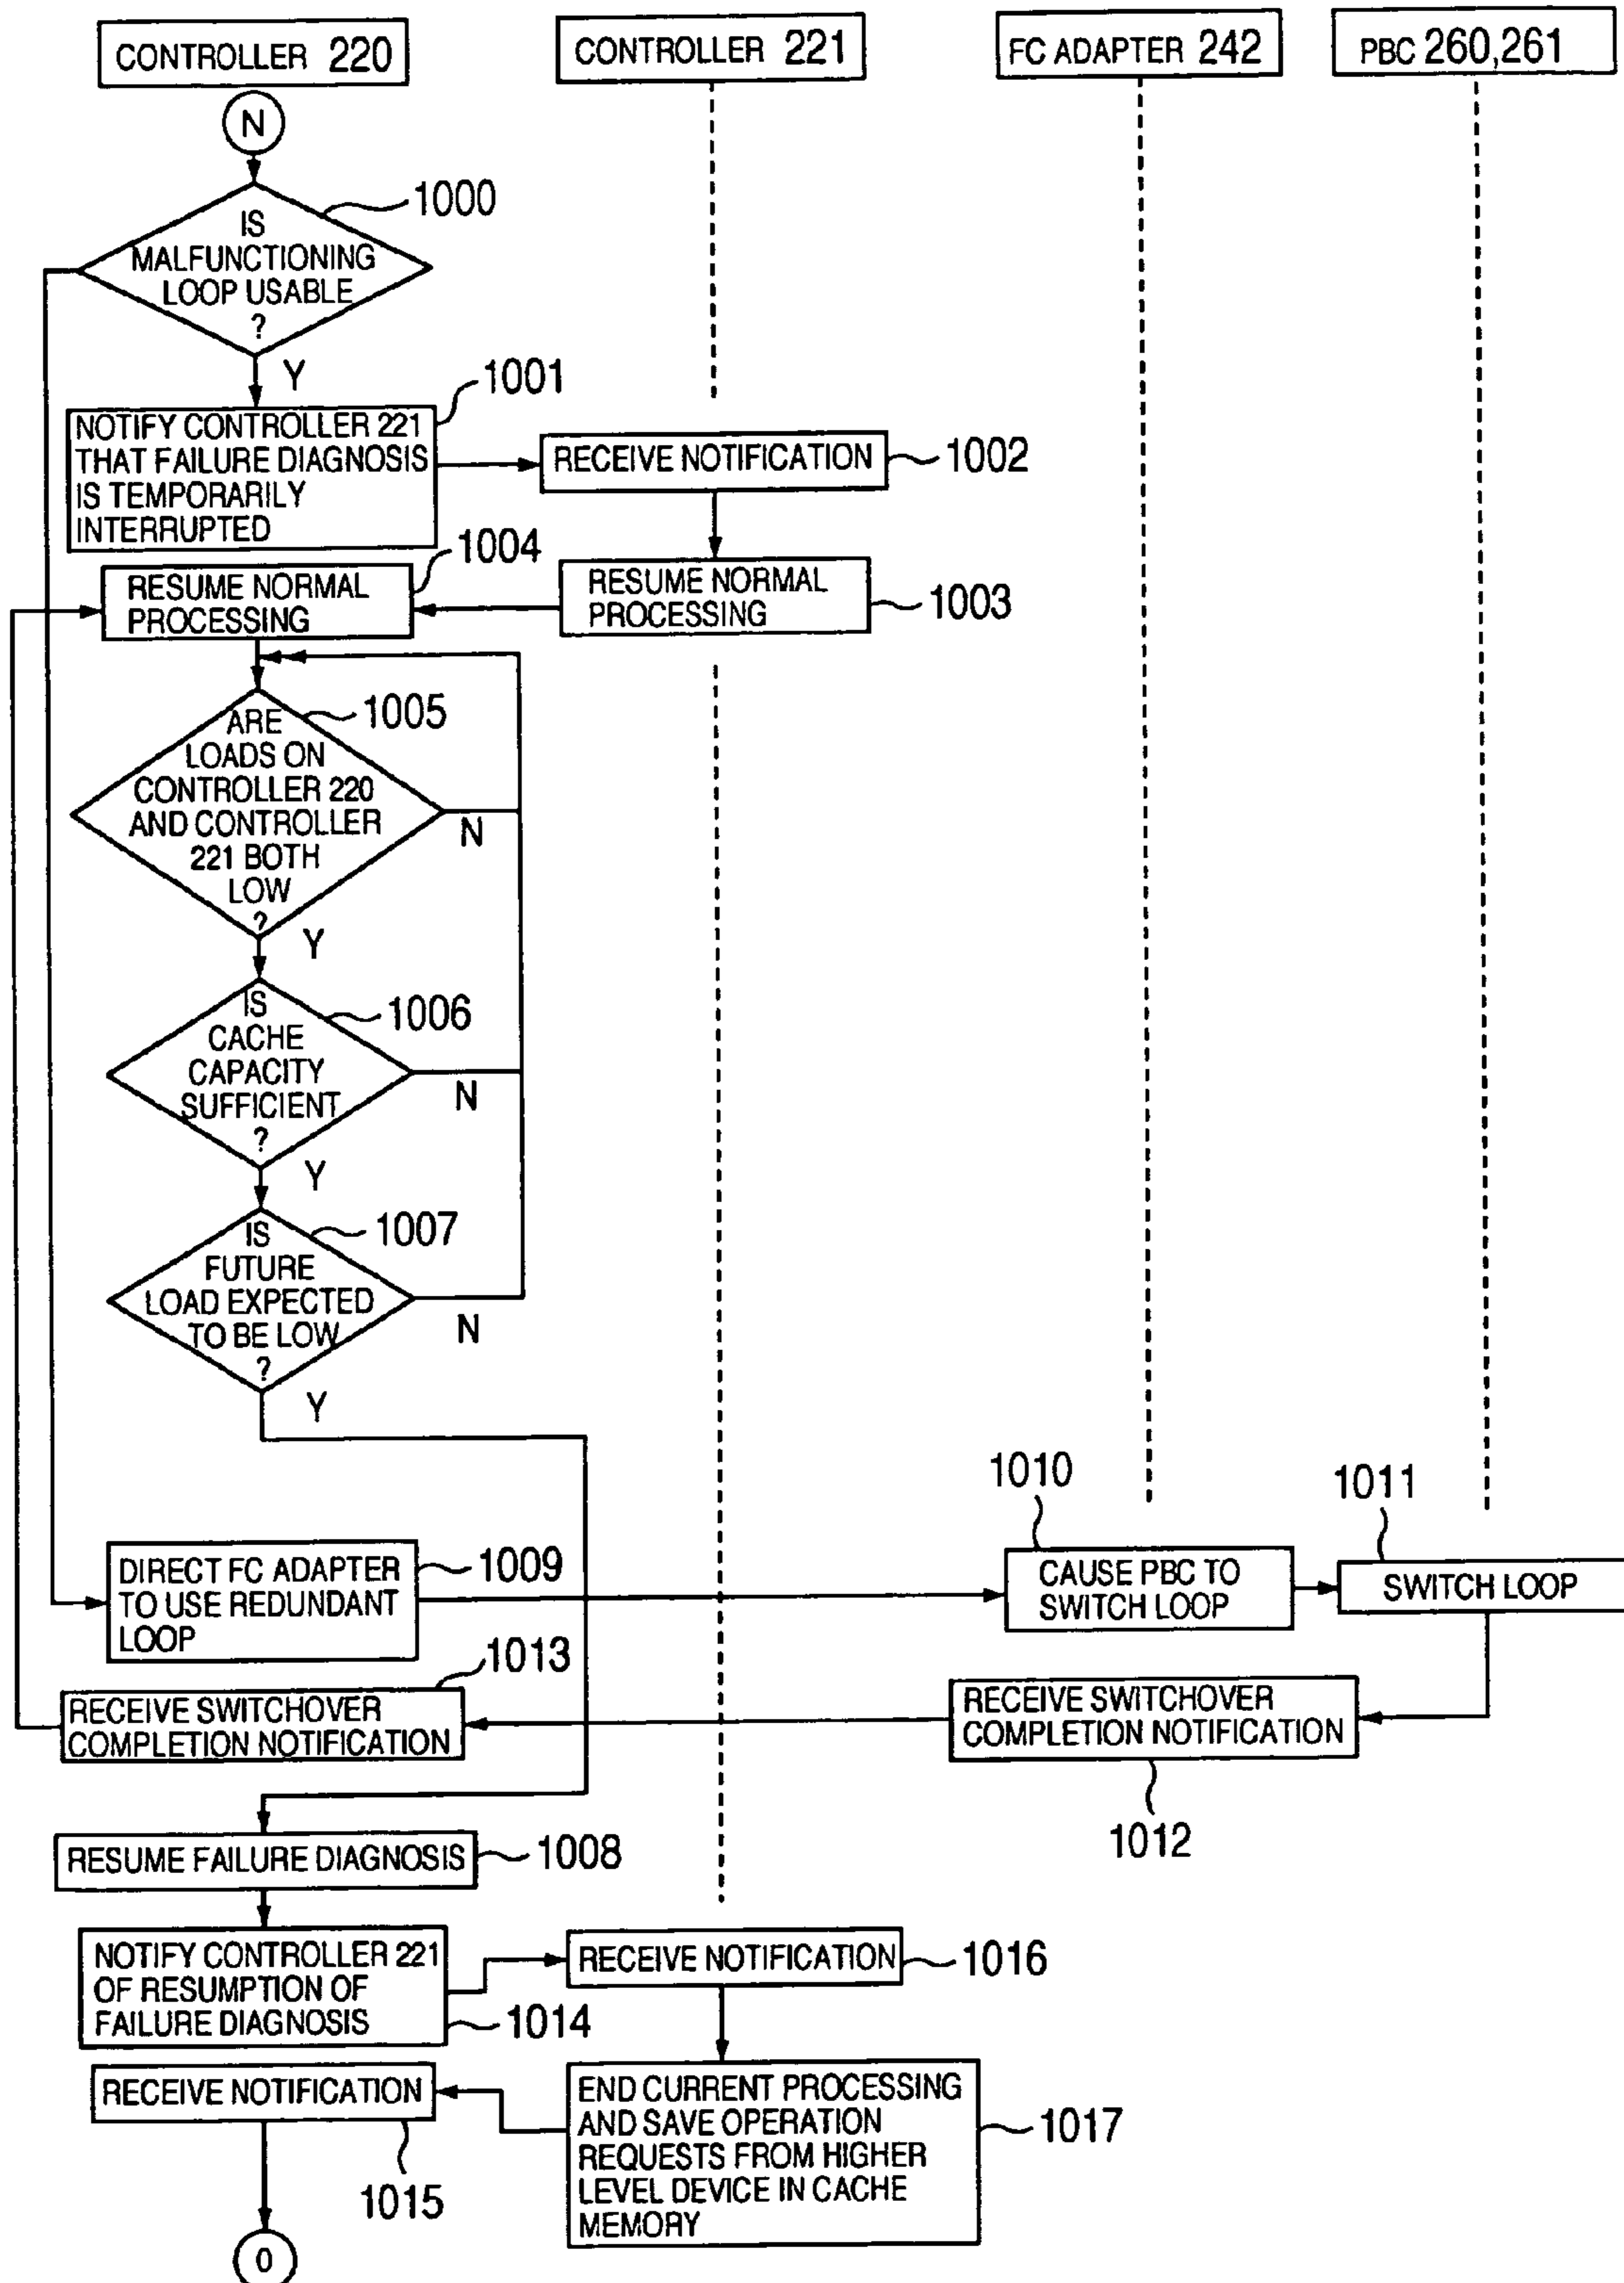 CONTROLLER 220
CONTROLLER 221
FC ADAPTER 242
PBC 260,261
N
1000
IS
MALFUNCTIONING
LOOP USABLE
?
Y
1001
NOTIFY CONTROLLER 221
THAT FAILURE DIAGNOSIS
IS TEMPORARILY
INTERRUPTED
RECEIVE NOTIFICATION
1002
1004
RESUME NORMAL
PROCESSING
RESUME NORMAL
PROCESSING
1003
1005
ARE
LOADS ON
CONTROLLER 220
AND CONTROLLER
221 BOTH
LOW
?
N
Y
1006
IS
CACHE
CAPACITY
SUFFICIENT
?
N
Y
1007
IS
FUTURE
LOAD EXPECTED
TO BE LOW
?
N
Y
1010
1011
DIRECT FC ADAPTER
TO USE REDUNDANT
LOOP
1009
CAUSE PBC TO
SWITCH LOOP
SWITCH LOOP
1013
RECEIVE SWITCHOVER
COMPLETION NOTIFICATION
RECEIVE SWITCHOVER
COMPLETION NOTIFICATION
1012
RESUME FAILURE DIAGNOSIS
1008
NOTIFY CONTROLLER 221
OF RESUMPTION OF
FAILURE DIAGNOSIS
1014
RECEIVE NOTIFICATION
1016
RECEIVE NOTIFICATION
1015
END CURRENT PROCESSING
AND SAVE OPERATION
REQUESTS FROM HIGHER
LEVEL DEVICE IN CACHE
MEMORY
1017
0